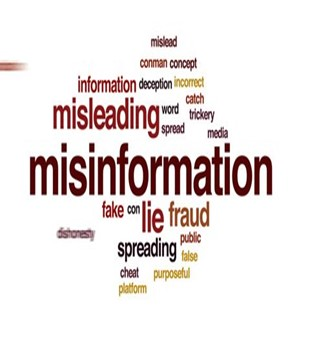 mislead
conman concept
information deception incorrect
catch
misleading word trickery
spread
media
misinformation
fake con lie fraud
dishonesty
public
spreading false
cheat purposeful
platform